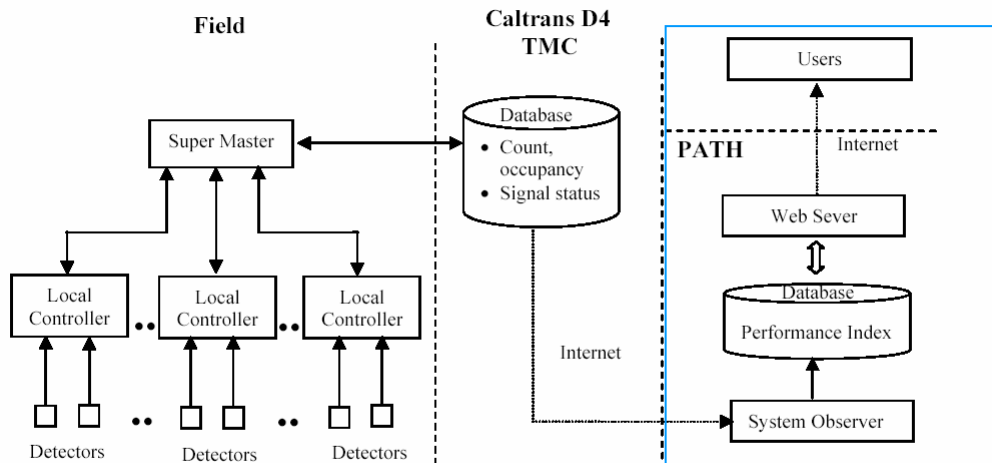 Field
Caltrans D4
TMC
Users
Database
• Count,
occupancy
• Signal status
Super Master
PATH
Internet
Web Sever
Local
Controller
Local
Controller
Local
Controller
Database
Performance Index
Internet
System Observer
Detectors
Detectors
Detectors